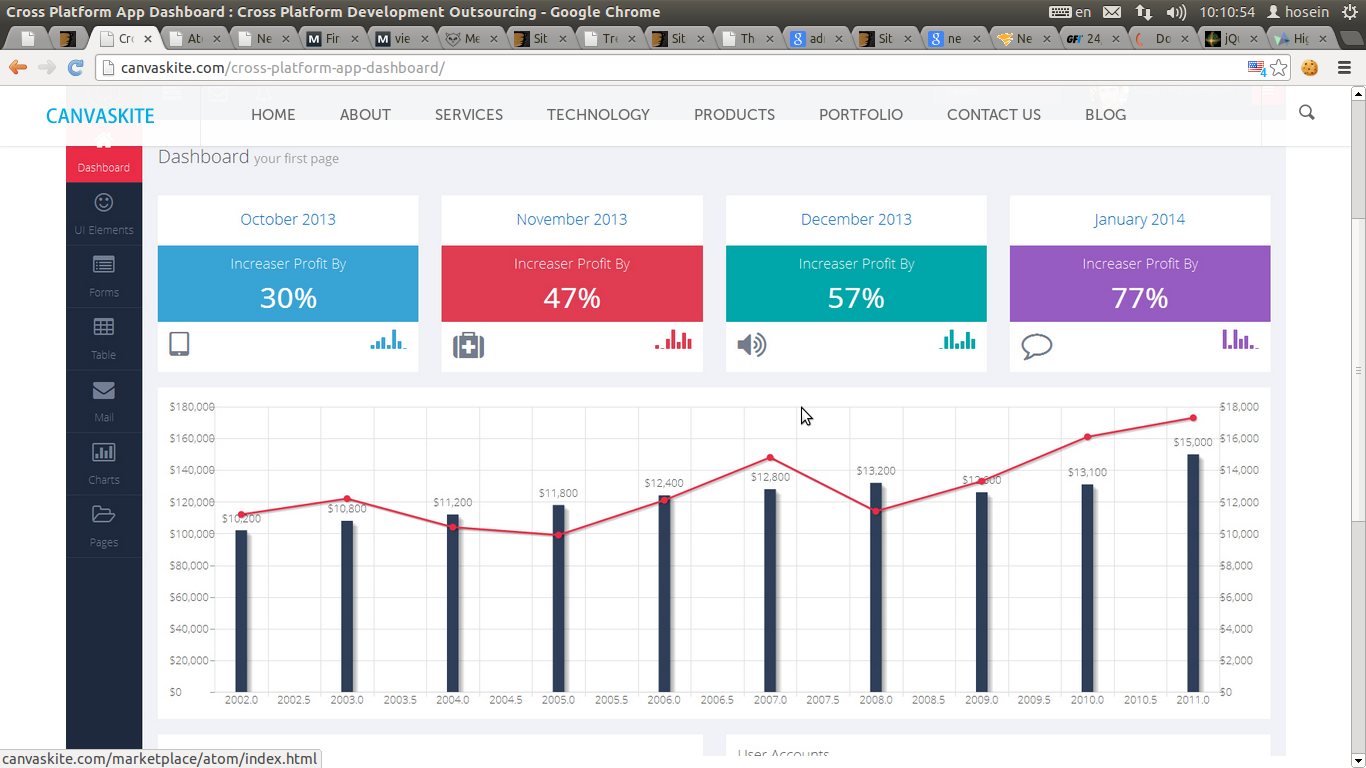 Cross Platform App Dashboard : Cross Platform Development Outsourcing - Google Chrome en 10:10:54 hosein
Cr Ato Ne Fir vie Me Sit Tre Sit Th ad Sit ne Ne 24 Do jQ Hig
canvaskite.com/cross-platform-app-dashboard/ 4
CANVASKITE HOME ABOUT SERVICES TECHNOLOGY PRODUCTS PORTFOLIO CONTACT US BLOG
Dashboard
UI Elements
Forms
Table
Mail
Charts
Pages
Dashboard your first page
October 2013
Increaser Profit By
30%
November 2013
Increaser Profit By
47%
December 2013
Increaser Profit By
57%
January 2014
Increaser Profit By
77%
$180,000
$160,000
$140,000
$120,000
$100,000
$80,000
$60,000
$40,000
$20,000
$0
$10,200 $10,800 $11,200 $11,800 $12,400 $12,800 $13,200 $13,100 $15,000
$18,000
$16,000
$14,000
$12,000
$10,000
$8,000
$6,000
$4,000
$2,000
$0
2002.0 2002.5 2003.0 2003.5 2004.0 2004.5 2005.0 2005.5 2006.0 2006.5 2007.0 2007.5 2008.0 2008.5 2009.0 2009.5 2010.0 2010.5 2011.0
User Accounts
canvaskite.com/marketplace/atom/index.html